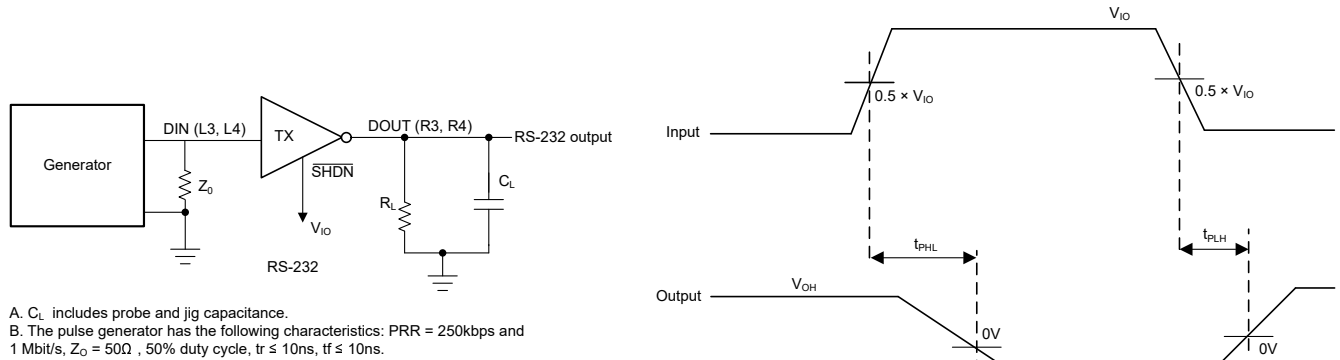 Generator
DIN (L3, L4)
Z0
TX
SHDN
VIO
RS-232
DOUT (R3, R4)
RS-232 output
RL
CL
A. CL includes probe and jig capacitance.
B. The pulse generator has the following characteristics: PRR = 250kbps and
1 Mbit/s, ZO = 50Ω , 50% duty cycle, tr ≤ 10ns, tf ≤ 10ns.
VIO
0.5 × VIO
0.5 × VIO
Input
tPHL
tPLH
Output
VOH
0V
0V